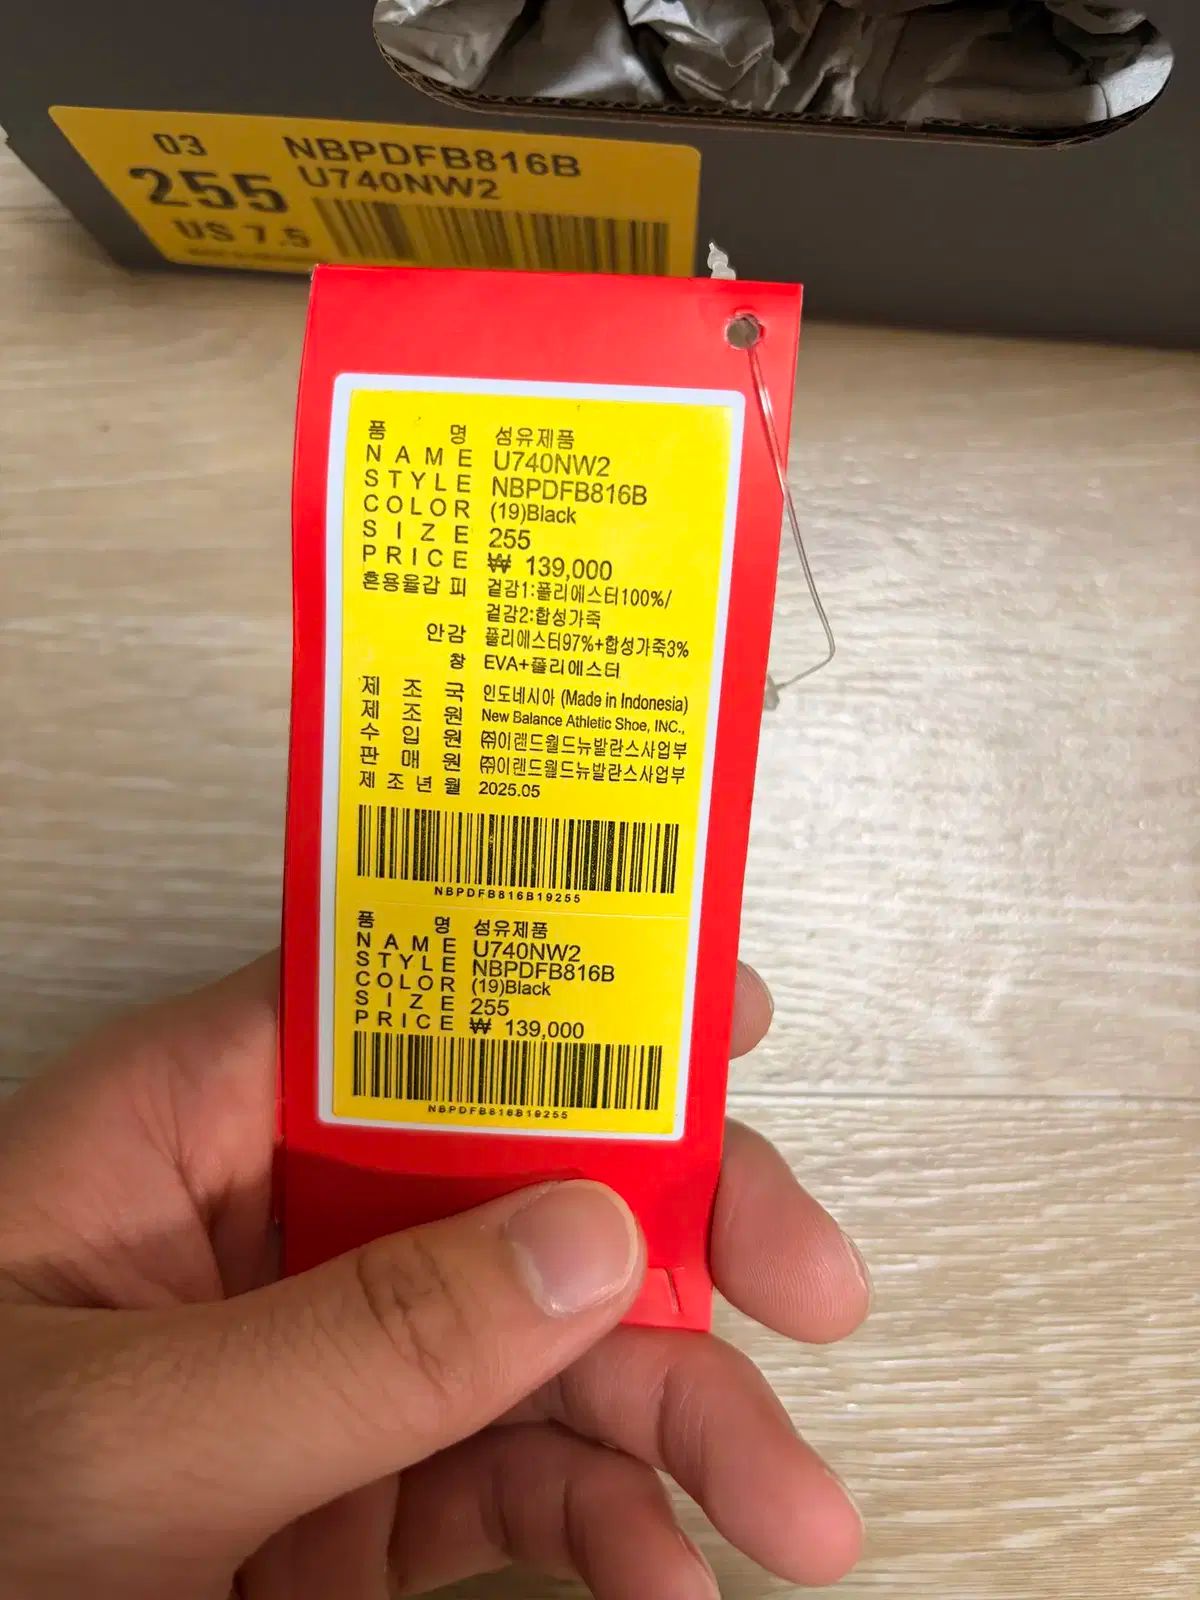 03 NBPDFB816B
255 U740NW2
US 7.5
품 명 섬유제품
NAME U740NW2
STYLE NBPDFB816B
COLOR (19)Black
SIZE 255
PRICE ₩ 139,000
혼용율갑 피 겉감1:폴리에스터100%/
겉감2:합성가죽
안감 폴리에스터97%+합성가죽3%
창 EVA+폴리에스터
제 조 국 인도네시아 (Made in Indonesia)
제 조 원 New Balance Athletic Shoe, INC.,
수 입 원 ㈜이랜드월드뉴발란스사업부
판 매 원 ㈜이랜드월드뉴발란스사업부
제조년월 2025.05
NBPDFB816B19255
품 명 섬유제품
NAME U740NW2
STYLE NBPDFB816B
COLOR (19)Black
SIZE 255
PRICE ₩ 139,000
NBPDFB816B19255